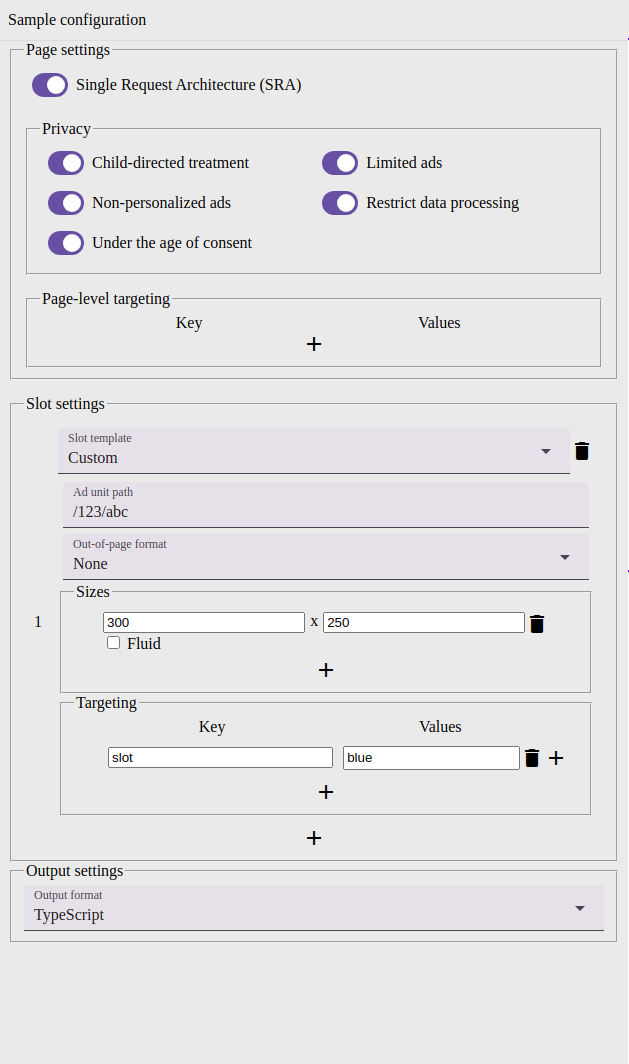 Sample configuration
Page settings
Single Request Architecture (SRA)
Privacy
Child-directed treatment
Limited ads
Non-personalized ads
Restrict data processing
Under the age of consent
Page-level targeting
Key
Values
+
Slot settings
Slot template
Custom
Ad unit path
/123/abc
Out-of-page format
None
Sizes
1
300 x 250
Fluid
+
Targeting
Key
Values
slot
blue
+
+
+
Output settings
Output format
TypeScript